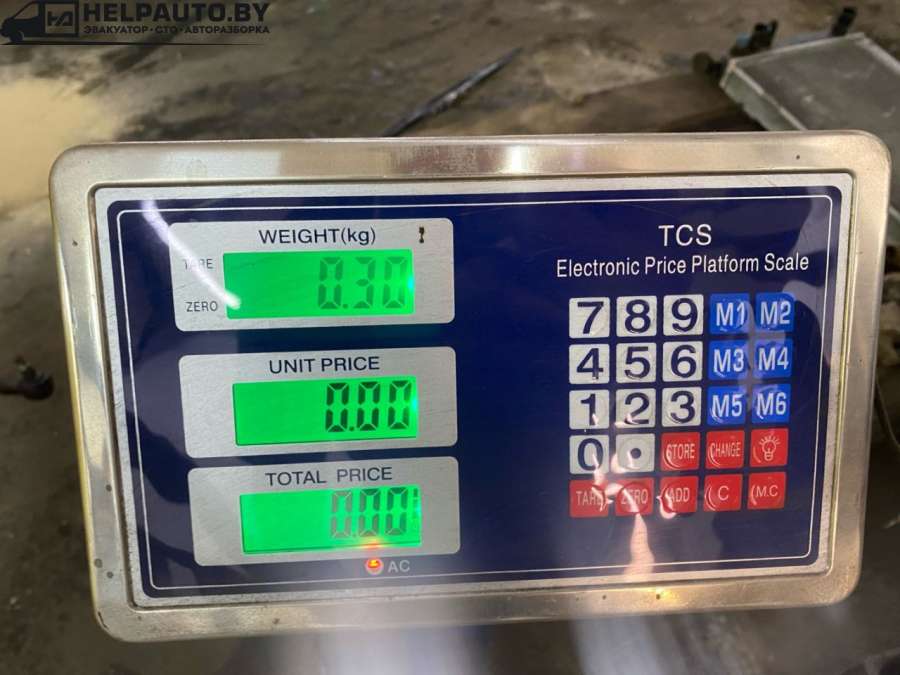 HELPAUTO.BY
ЭВАКУАТОР • СТО • АВТОРАЗБОРКА
WEIGHT(kg)
TARE
0.30
ZERO
UNIT PRICE
0.00
TOTAL PRICE
0.00
AC
TCS
Electronic Price Platform Scale
7 8 9 M1 M2
4 5 6 M3 M4
1 2 3 M5 M6
0 • STORE CHANGE
TARE ZERO ADD C M.C